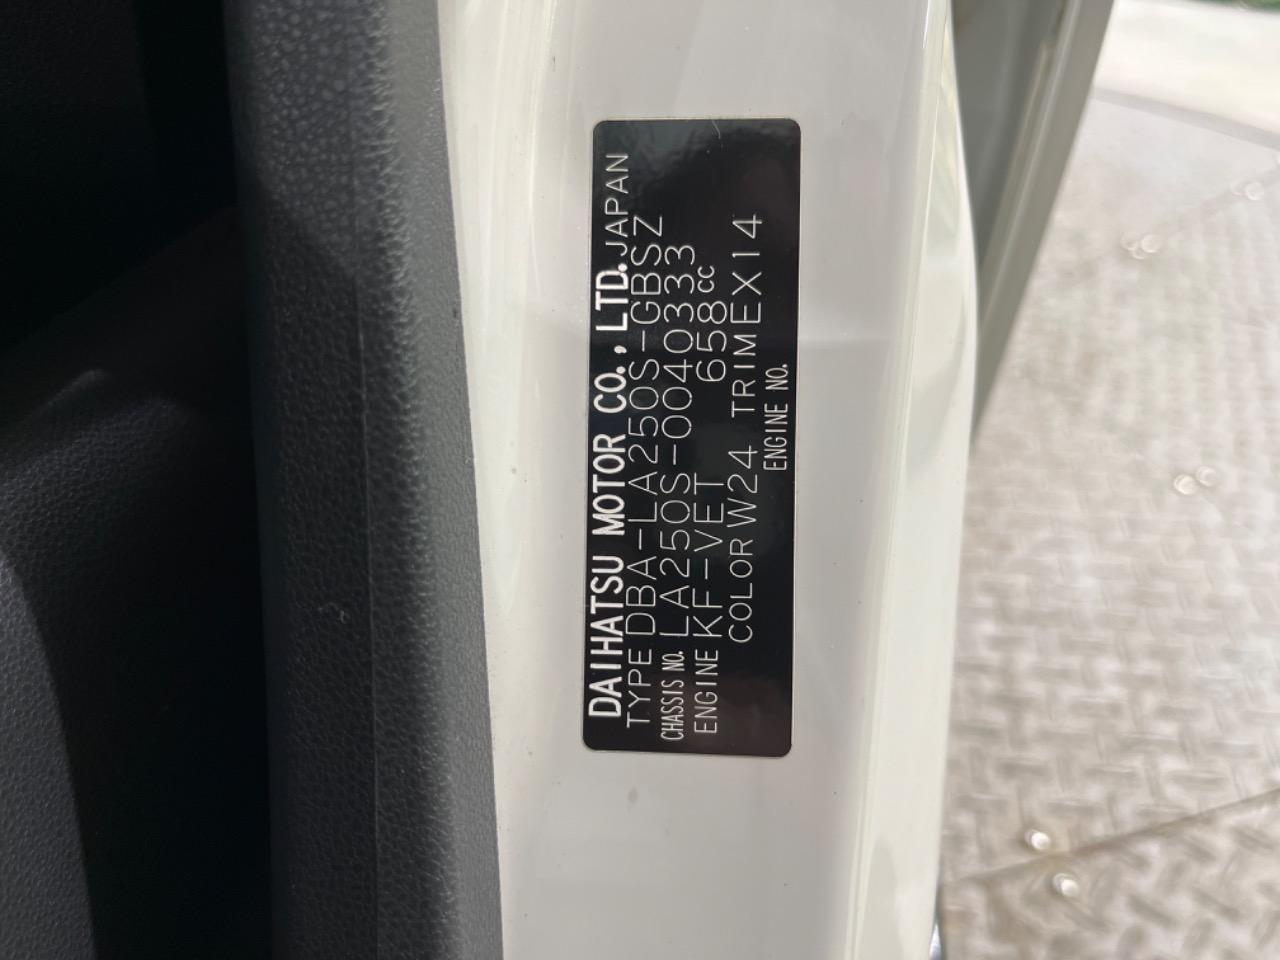 DAIHATSU MOTOR CO., LTD. JAPAN
TYPE DBA-LA250S-GBSZ
CHASSIS NO. LA250S-0040333
ENGINE KF-VET 658cc
COLOR W24 TRIM EX14
ENGINE NO.